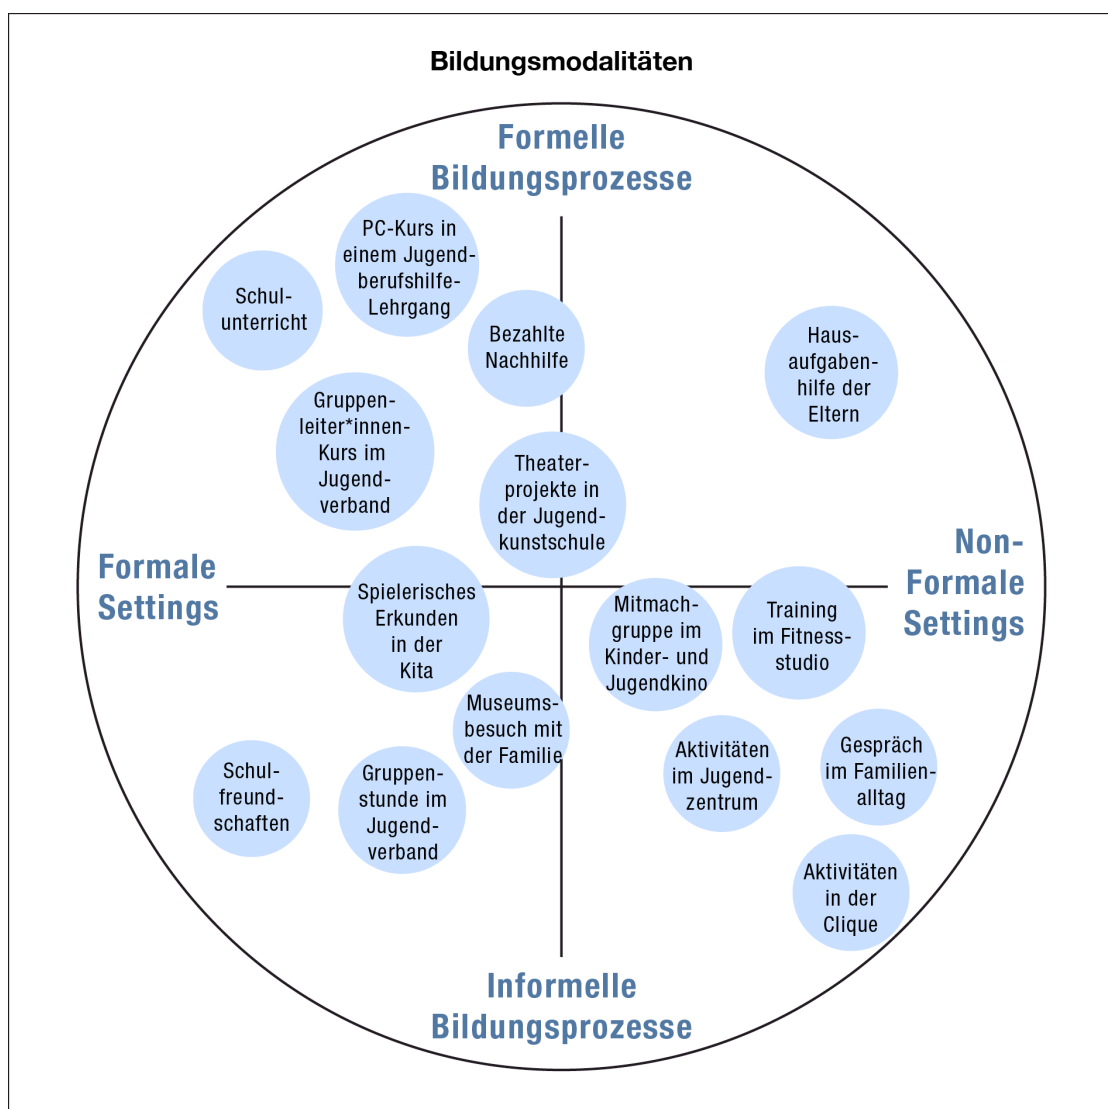 Bildungsmodalitäten
Formelle
Bildungsprozesse
PC-Kurs in
einem Jugend-
berufshilfe-
Lehrgang
Schul-
unterricht
Bezahlte
Nachhilfe
Haus-
aufgaben-
hilfe der
Eltern
Gruppen-
leiter*innen-
Kurs im
Jugend-
verband
Theater-
projekte in
der Jugend-
kunstschule
Formale
Settings
Non-
Formale
Settings
Spielerisches
Erkunden
in der
Kita
Mitmach-
gruppe im
Kinder- und
Jugendkino
Training
im Fitness-
studio
Museums-
besuch mit
der Familie
Aktivitäten
im Jugend-
zentrum
Gespräch
im Familien-
alltag
Schul-
freund-
schaften
Gruppen-
stunde im
Jugend-
verband
Aktivitäten
in der
Clique
Informelle
Bildungsprozesse